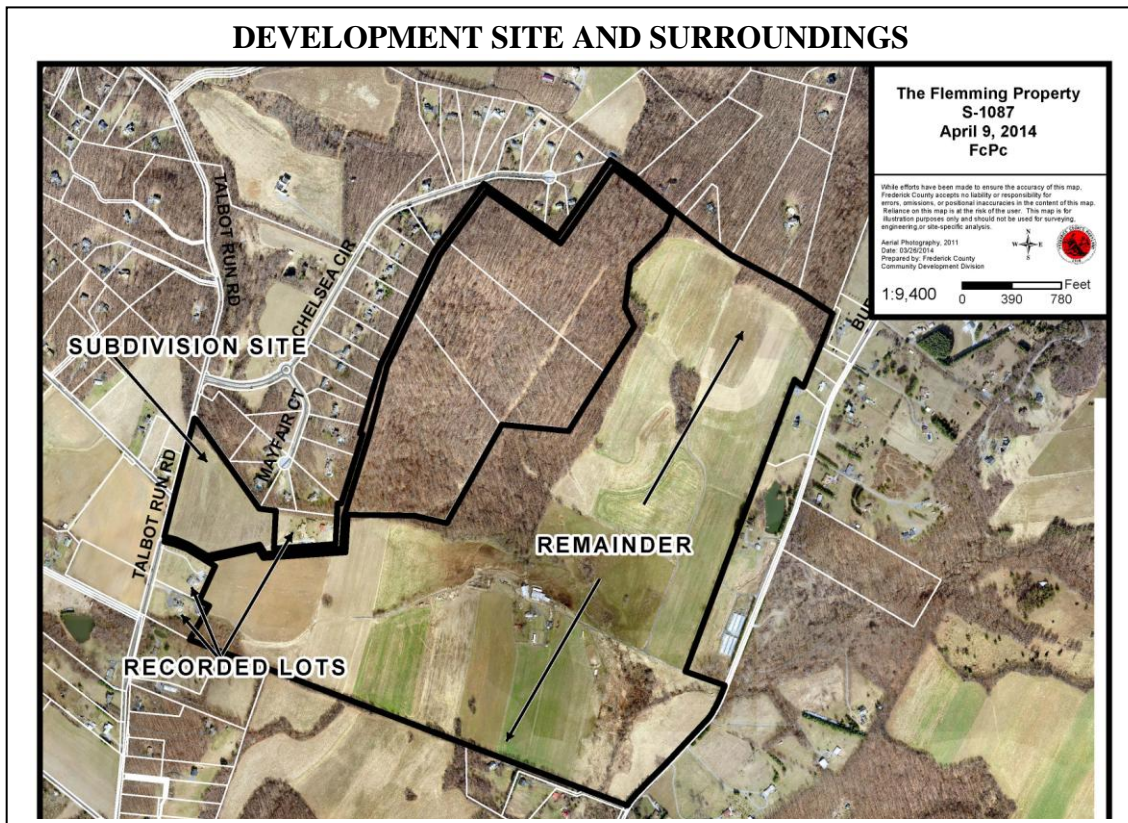 DEVELOPMENT SITE AND SURROUNDINGS
The Flemming Property
S-1087
April 9, 2014
FcPc
While efforts have been made to ensure the accuracy of this map,
Frederick County accepts no liability or responsibility for
errors, omissions, or positional inaccuracies in the content of this map.
Reliance on this map is at the risk of the user. This map is for
illustration purposes only and should not be used for surveying,
engineering,or site-specific analysis.
Aerial Photography, 2011
Date: 03/26/2014
Prepared by: Frederick County
Community Development Division
N
W
E
S
1:9,400
Feet
0 390 780
TALBOT RUN RD
CHELSEA CIR
BU
SUBDIVISION SITE
MAYFAIR CT
TALBOT RUN RD
REMAINDER
RECORDED LOTS